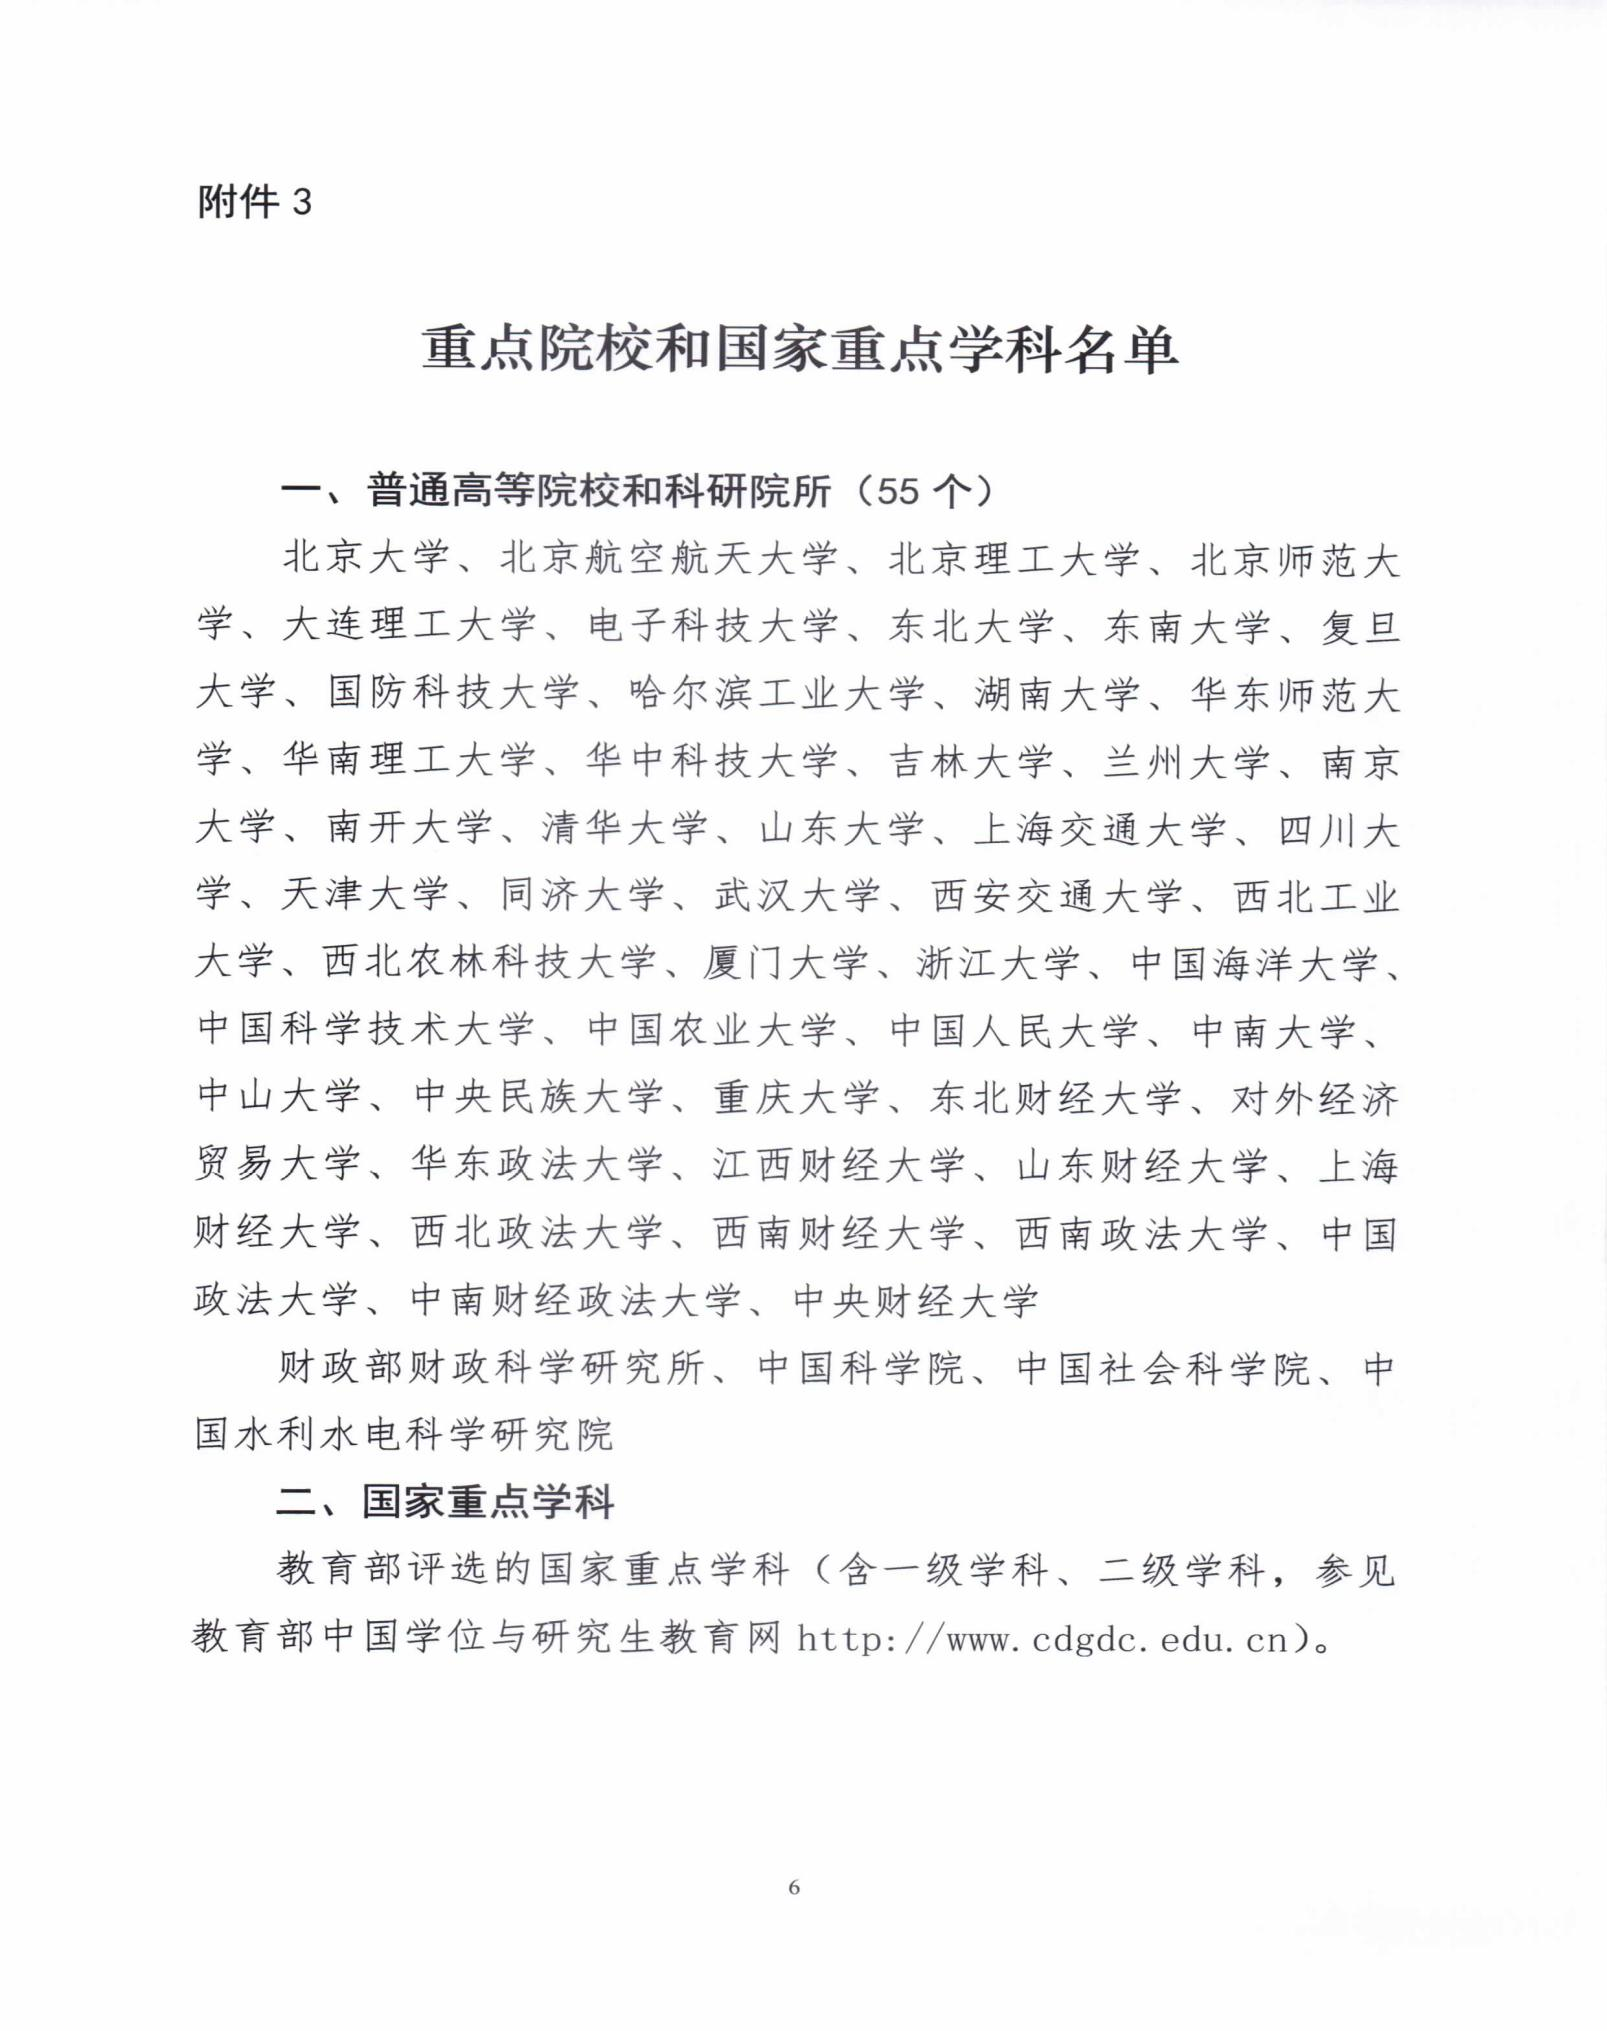 附件 3
重点院校和国家重点学科名单
一、普通高等院校和科研院所（55 个）
北京大学、北京航空航天大学、北京理工大学、北京师范大
学、大连理工大学、电子科技大学、东北大学、东南大学、复旦
大学、国防科技大学、哈尔滨工业大学、湖南大学、华东师范大
学、华南理工大学、华中科技大学、吉林大学、兰州大学、南京
大学、南开大学、清华大学、山东大学、上海交通大学、四川大
学、天津大学、同济大学、武汉大学、西安交通大学、西北工业
大学、西北农林科技大学、厦门大学、浙江大学、中国海洋大学、
中国科学技术大学、中国农业大学、中国人民大学、中南大学、
中山大学、中央民族大学、重庆大学、东北财经大学、对外经济
贸易大学、华东政法大学、江西财经大学、山东财经大学、上海
财经大学、西北政法大学、西南财经大学、西南政法大学、中国
政法大学、中南财经政法大学、中央财经大学
财政部财政科学研究所、中国科学院、中国社会科学院、中
国水利水电科学研究院
二、国家重点学科
教育部评选的国家重点学科（含一级学科、二级学科，参见
教育部中国学位与研究生教育网 http://www.cdgdc.edu.cn）。
6